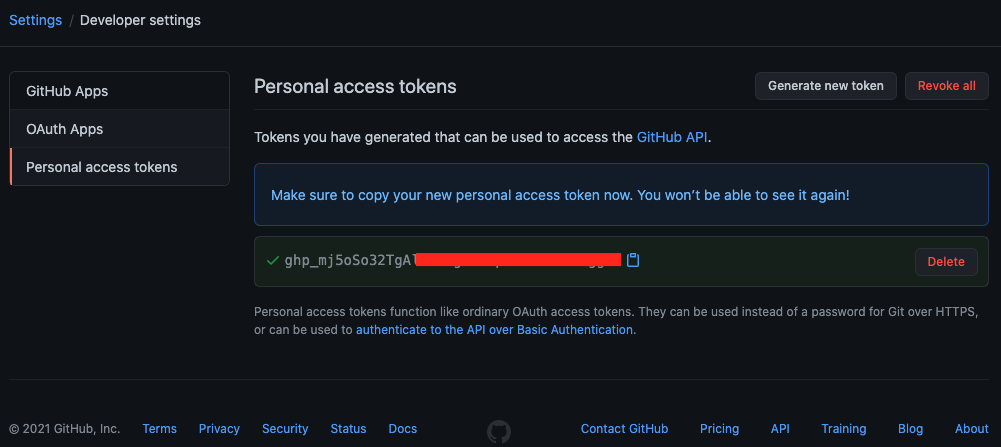 Settings / Developer settings
GitHub Apps
OAuth Apps
Personal access tokens
Personal access tokens
Generate new token
Revoke all
Tokens you have generated that can be used to access the GitHub API.
Make sure to copy your new personal access token now. You won't be able to see it again!
ghp_mj5oSo32TgA
Delete
Personal access tokens function like ordinary OAuth access tokens. They can be used instead of a password for Git over HTTPS,
or can be used to authenticate to the API over Basic Authentication.
© 2021 GitHub, Inc. Terms Privacy Security Status Docs Contact GitHub Pricing API Training Blog About